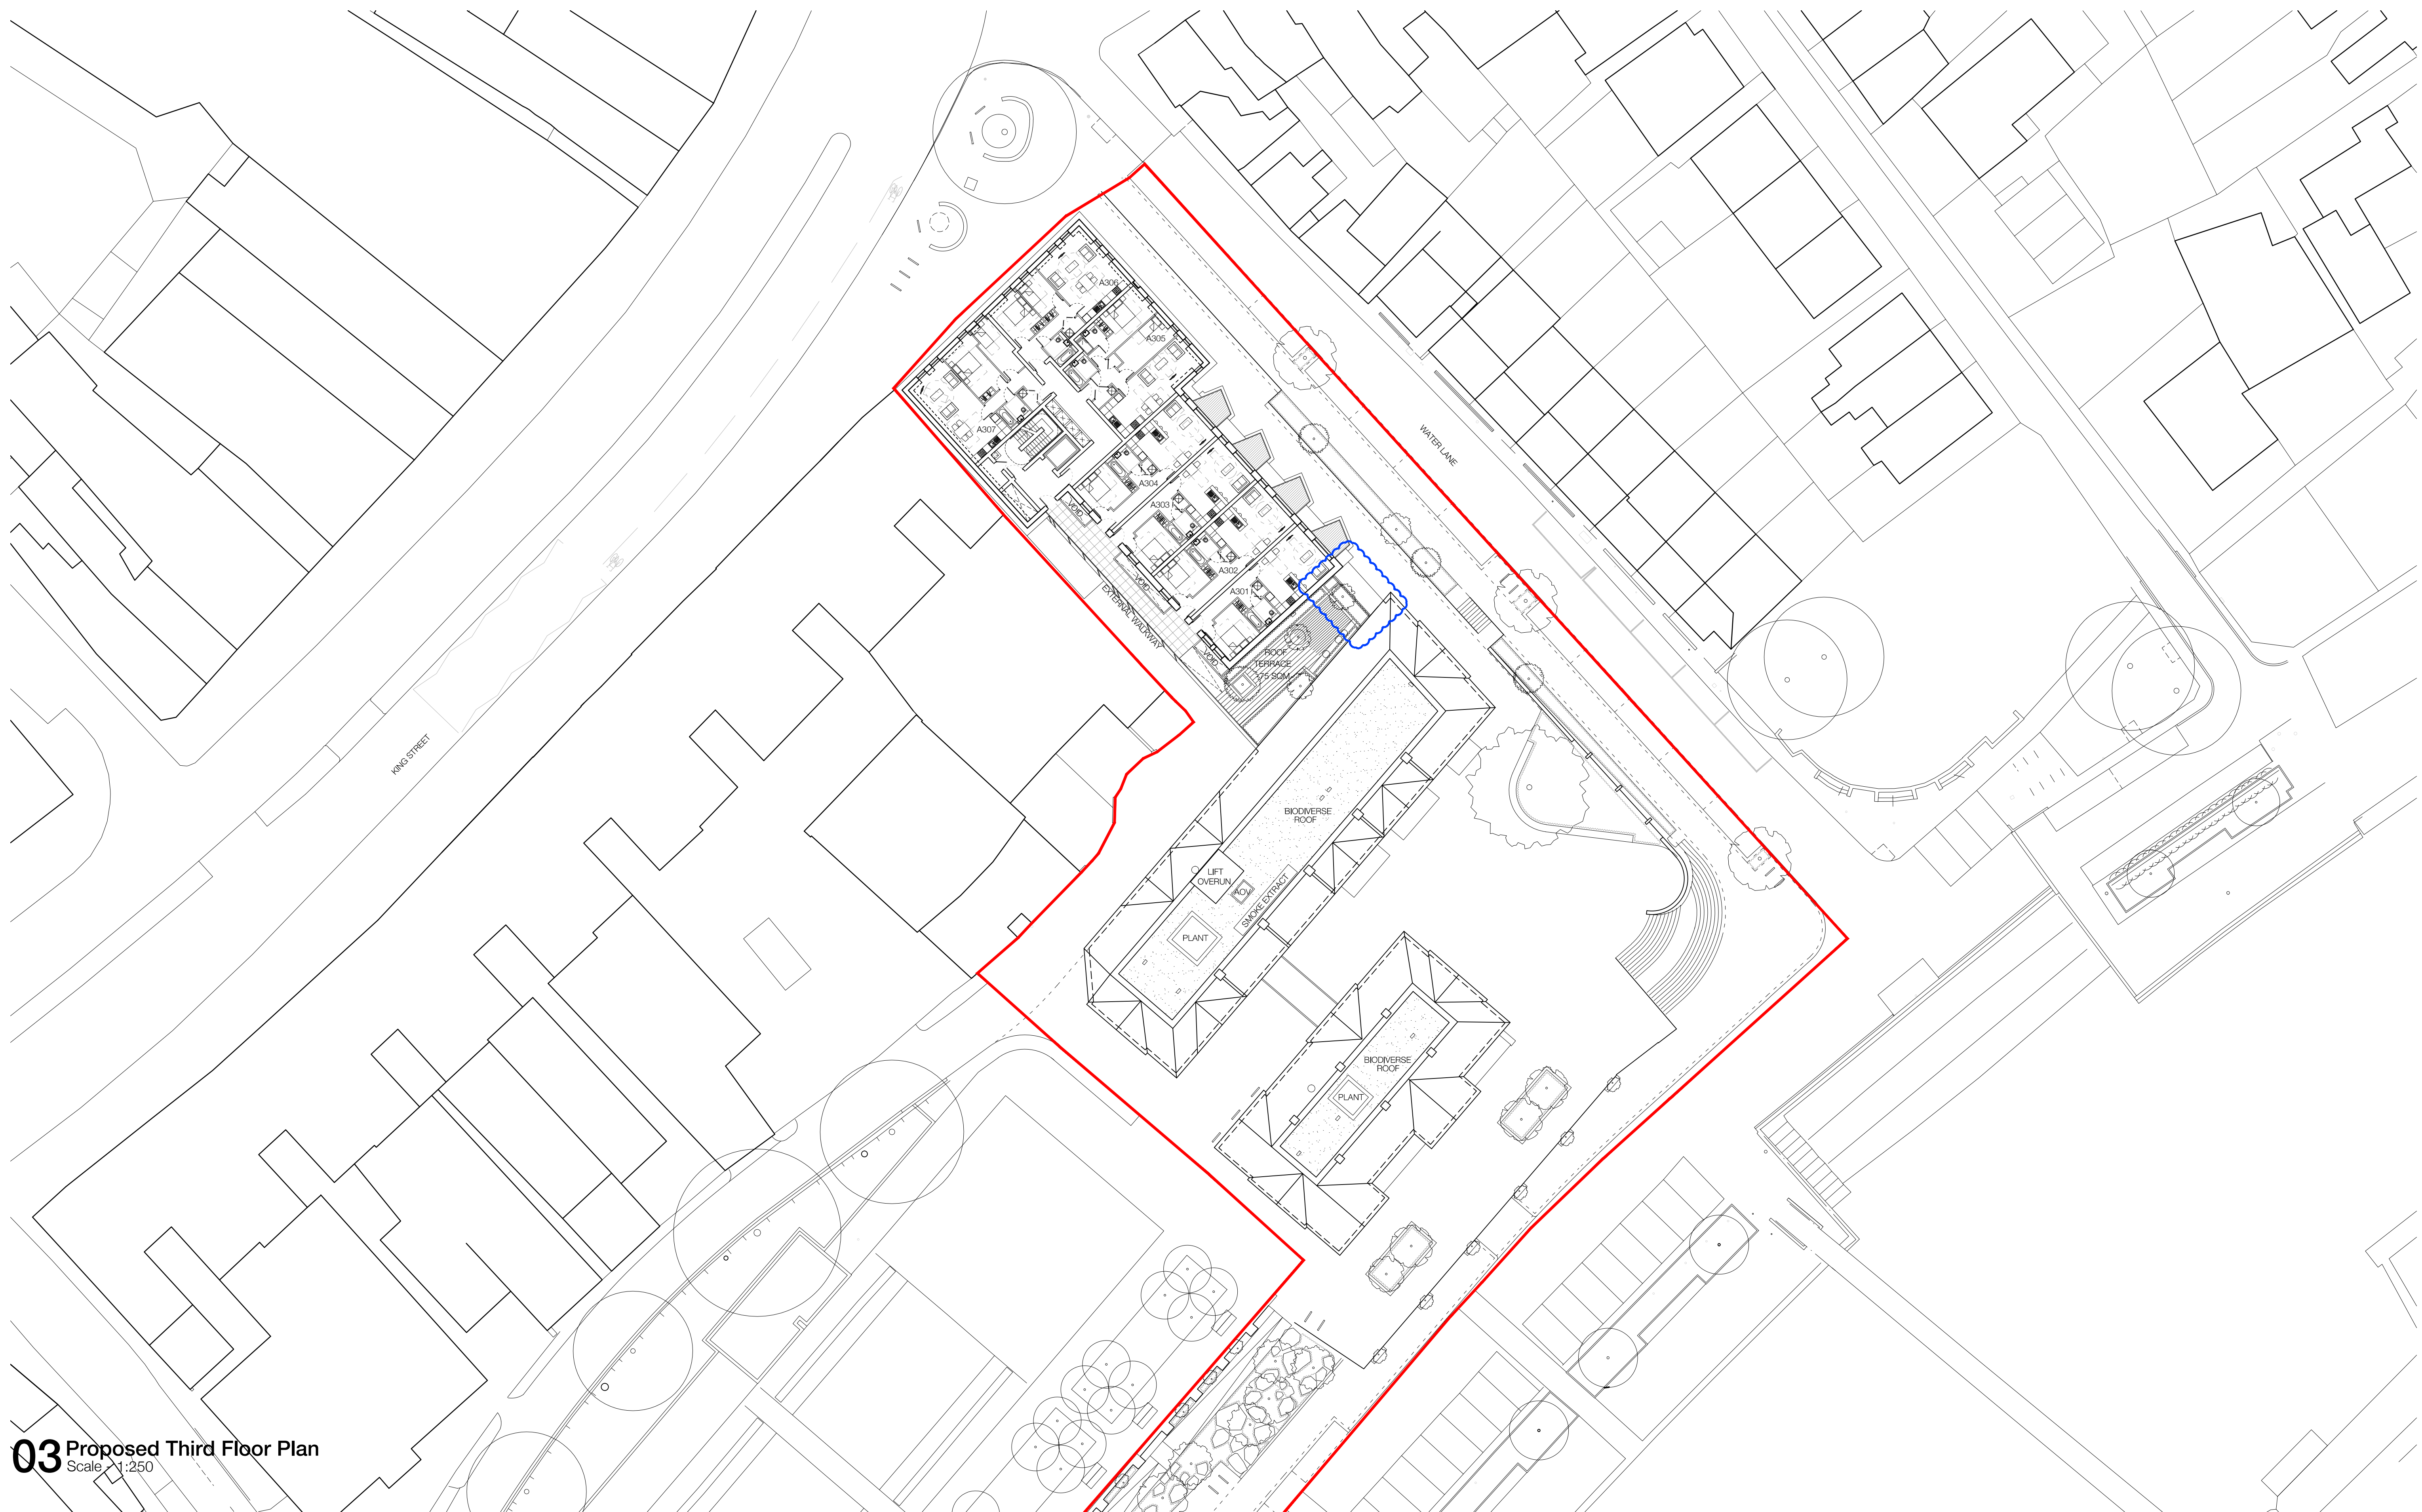 A306
A305
A307
WATER LANE
A304
VOID
A303
A302
VOID
A301
EXTERNAL WALKWAY
VOID
ROOF
TERRACE
75 SQM
KING STREET
BIODIVERSE
ROOF
LIFT
OVERUN
AOV
SMOKE EXTRACT
PLANT
BIODIVERSE
ROOF
PLANT
03 Proposed Third Floor Plan
Scale - 1:250